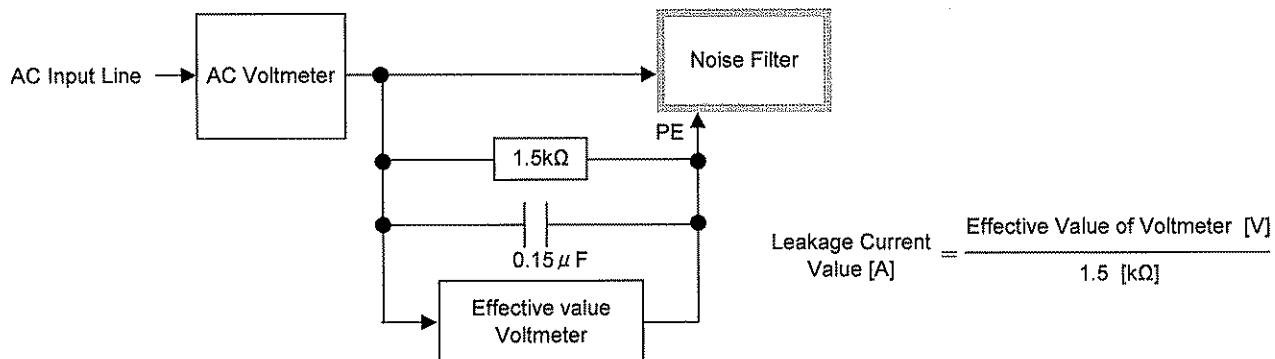 AC Input Line
AC Voltmeter
Noise Filter
PE
1.5kΩ
0.15μF
Effective value
Voltmeter
Leakage Current
Value [A]
=
Effective Value of Voltmeter [V]
1.5 [kΩ]